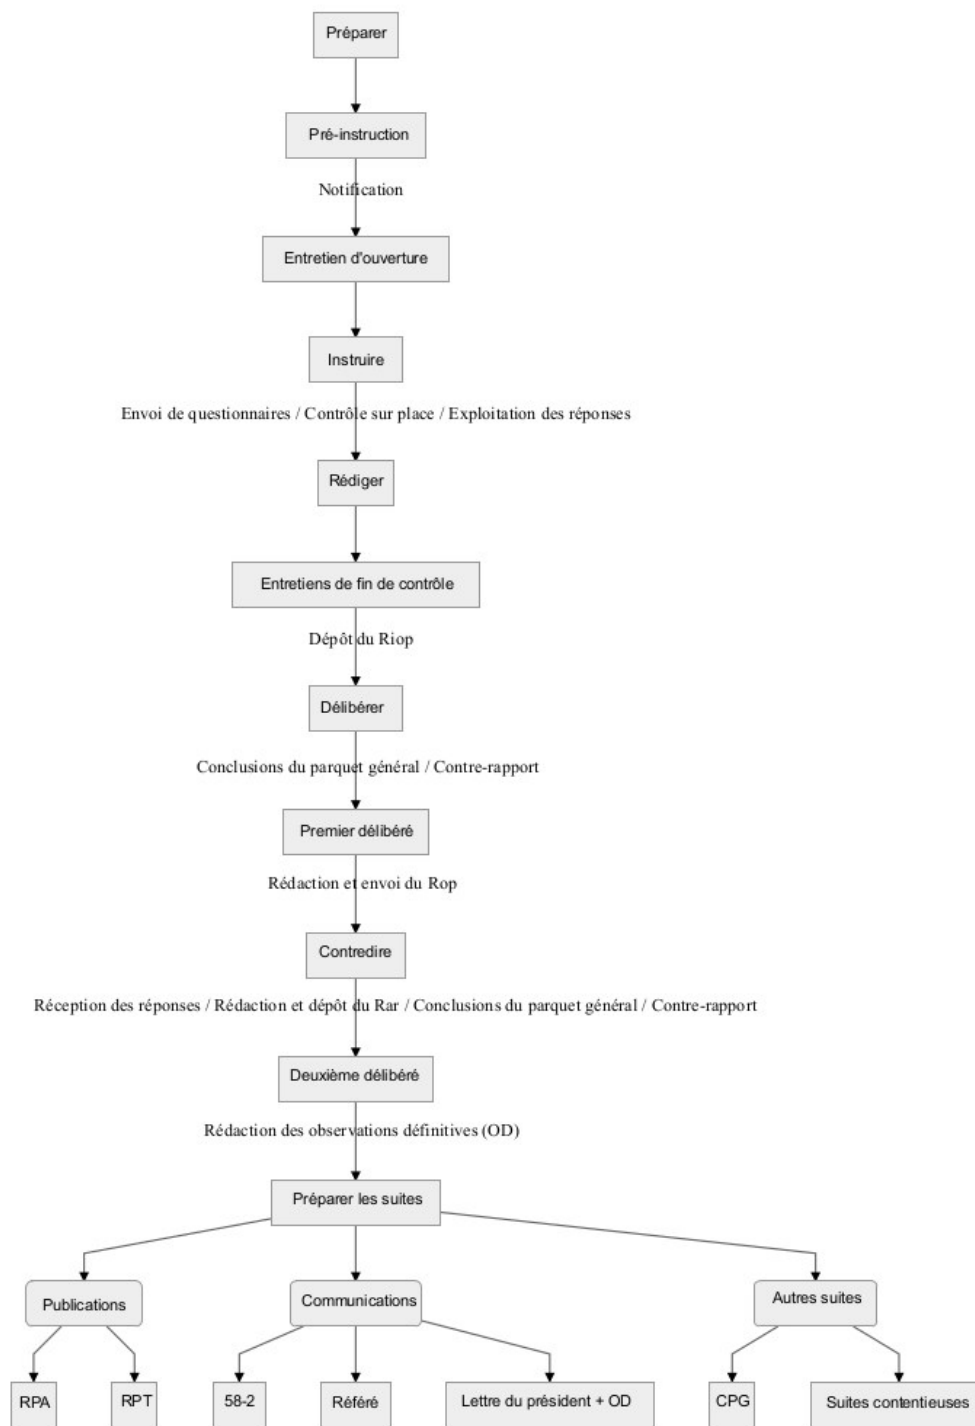 Préparer
Pré-instruction
Notification
Entretien d'ouverture
Instruire
Envoi de questionnaires / Contrôle sur place / Exploitation des réponses
Rédiger
Entretiens de fin de contrôle
Dépôt du Riop
Délibérer
Conclusions du parquet général / Contre-rapport
Premier délibéré
Rédaction et envoi du Rop
Contredire
Réception des réponses / Rédaction et dépôt du Rar / Conclusions du parquet général / Contre-rapport
Deuxième délibéré
Rédaction des observations définitives (OD)
Préparer les suites
Publications
Communications
Autres suites
RPA
RPT
58-2
Référé
Lettre du président + OD
CPG
Suites contentieuses